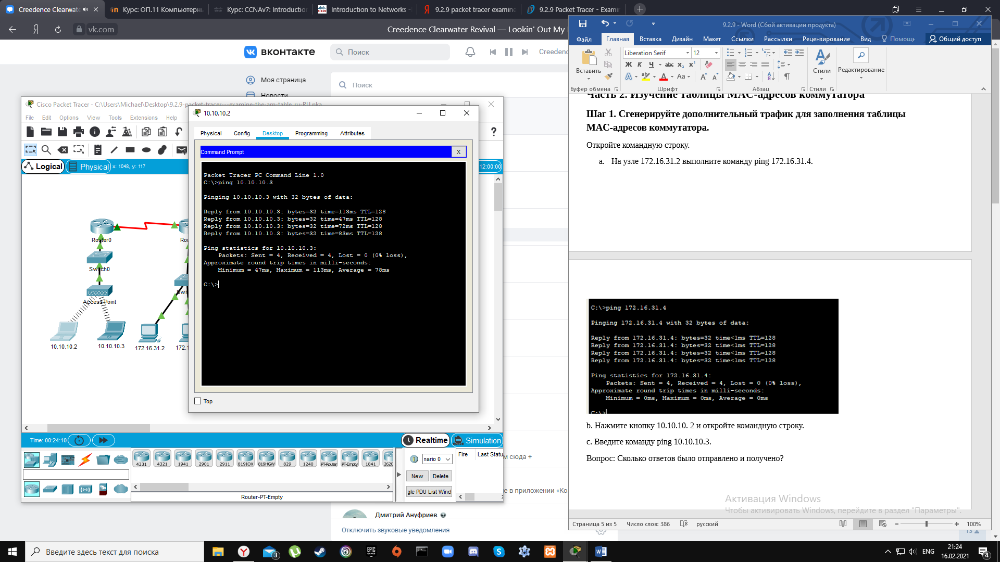 Creedence Clearwate
Курс: ОП.11 Компьютерн
Курс: CCNAv7: Introduction
Introduction to Networks -
9.2.9 packet tracer examine
9.2.9 Packet Tracer - Exami
vk.com
Creedence Clearwater Revival — Lookin' Out My
вконтакте
Поиск
Creedenc
Моя страница
Новости
Поиск
Cisco Packet Tracer - C:\Users\Michael\Desktop\9.2.9-packet-tracer---examine-the-arp-table_ru-RU.pka
File Edit Options View Tools Extensions Help
Logical
Physical
x: 1048, y: 117
12:00:00
Router0
Rou
Switch0
Swi
Access Point
10.10.10.2
10.10.10.3
172.16.31.2
172.1
10.10.10.2
Physical Config Desktop Programming Attributes
Command Prompt
X
Packet Tracer PC Command Line 1.0
C:\>ping 10.10.10.3
Pinging 10.10.10.3 with 32 bytes of data:
Reply from 10.10.10.3: bytes=32 time=113ms TTL=128
Reply from 10.10.10.3: bytes=32 time=47ms TTL=128
Reply from 10.10.10.3: bytes=32 time=72ms TTL=128
Reply from 10.10.10.3: bytes=32 time=83ms TTL=128
Ping statistics for 10.10.10.3:
Packets: Sent = 4, Received = 4, Lost = 0 (0% loss),
Approximate round trip times in milli-seconds:
Minimum = 47ms, Maximum = 113ms, Average = 78ms
C:\>
Top
Time: 00:24:10
Realtime
Simulation
4331 4321 1941 2901 2911 819IOX 819HGW 829 1240 PT-Router PT-Empty 1841 2620
Router-PT-Empty
nario 0
New
Delete
gle PDU List Wind
Fire
Last Statu
м сюда +
е в приложении «Ко
Дмитрий Ануфриев
Отключить звуковые уведомления
13
9.2.9 - Word (Сбой активации продукта)
Файл Главная Вставка Дизайн Макет Ссылки Рассылки Рецензирование Вид Помощь Общий доступ
Вставить
Liberation Serif
12
Ж К Ч abc x₂ x²
Стили
Редактирование
Буфер обмена
Шрифт
Абзац
Стили
Часть 2. Изучение таблицы MAC-адресов коммутатора
Шаг 1. Сгенерируйте дополнительный трафик для заполнения таблицы
MAC-адресов коммутатора.
Откройте командную строку.
a. На узле 172.16.31.2 выполните команду ping 172.16.31.4.
C:\>ping 172.16.31.4
Pinging 172.16.31.4 with 32 bytes of data:
Reply from 172.16.31.4: bytes=32 time<1ms TTL=128
Reply from 172.16.31.4: bytes=32 time<1ms TTL=128
Reply from 172.16.31.4: bytes=32 time<1ms TTL=128
Reply from 172.16.31.4: bytes=32 time<1ms TTL=128
Ping statistics for 172.16.31.4:
Packets: Sent = 4, Received = 4, Lost = 0 (0% loss),
Approximate round trip times in milli-seconds:
Minimum = 0ms, Maximum = 0ms, Average = 0ms
C:\>
b. Нажмите кнопку 10.10.10. 2 и откройте командную строку.
c. Введите команду ping 10.10.10.3.
Вопрос: Сколько ответов было отправлено и получено?
Активация Windows
Чтобы активировать Windows, перейдите в раздел "Параметры".
Страница 5 из 5
Число слов: 386
русский
100%
Введите здесь текст для поиска
3
EPIC GAMES
ENG
21:24
16.02.2021
4